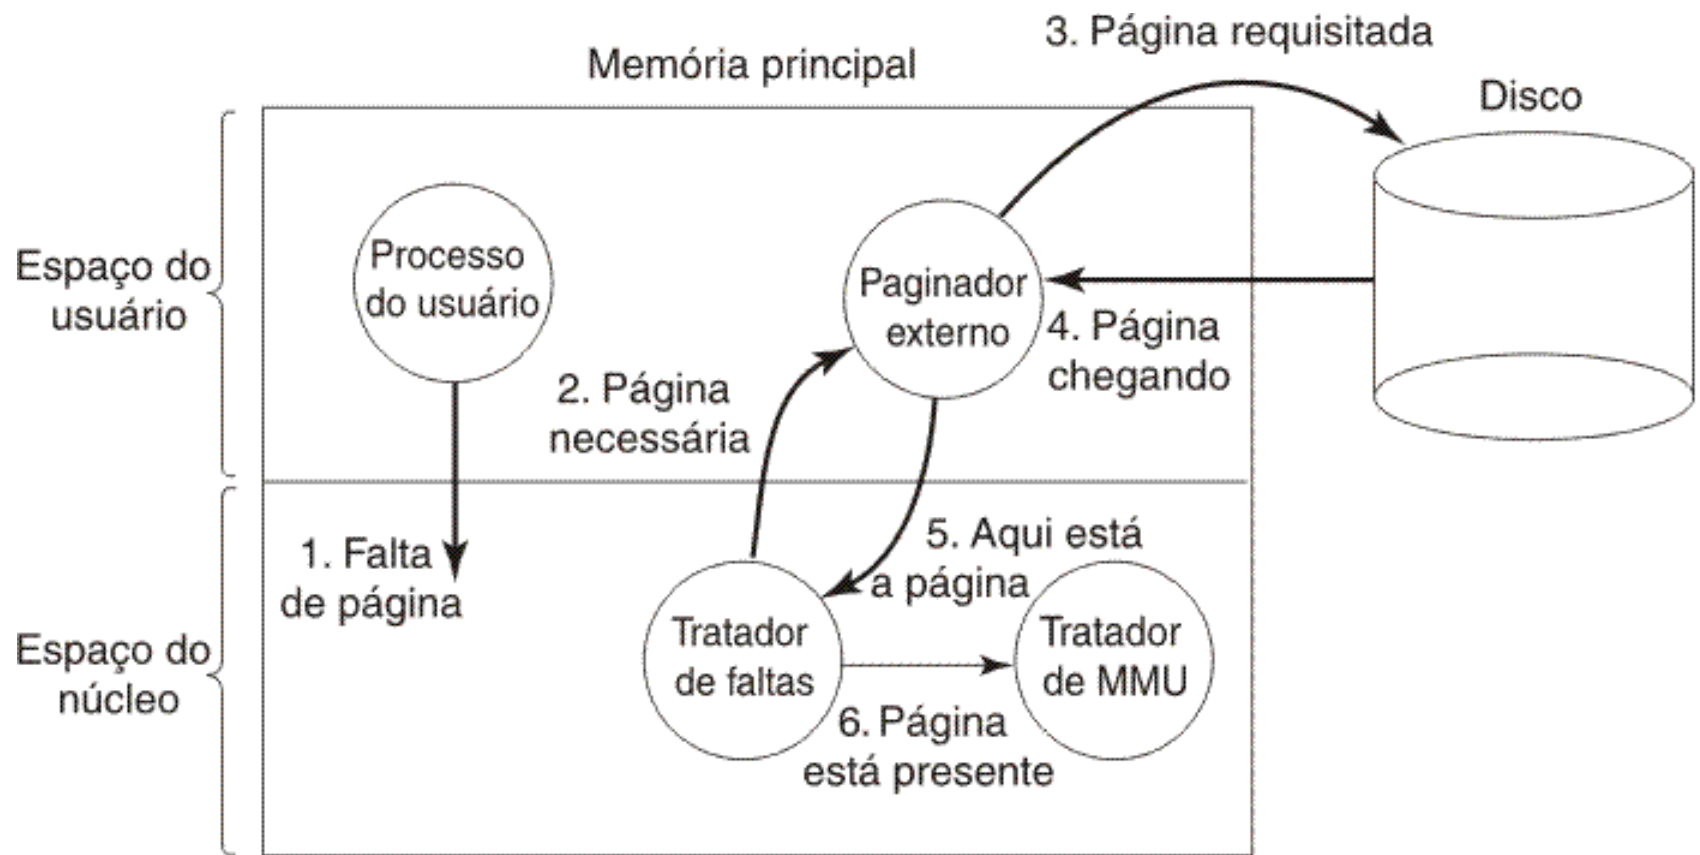 3. Página requisitada
Memória principal
Disco
Espaço do
usuário
Processo
do usuário
Paginador
externo
4. Página
chegando
2. Página
necessária
1. Falta
de página
5. Aqui está
a página
Espaço do
núcleo
Tratador
de faltas
Tratador
de MMU
6. Página
está presente